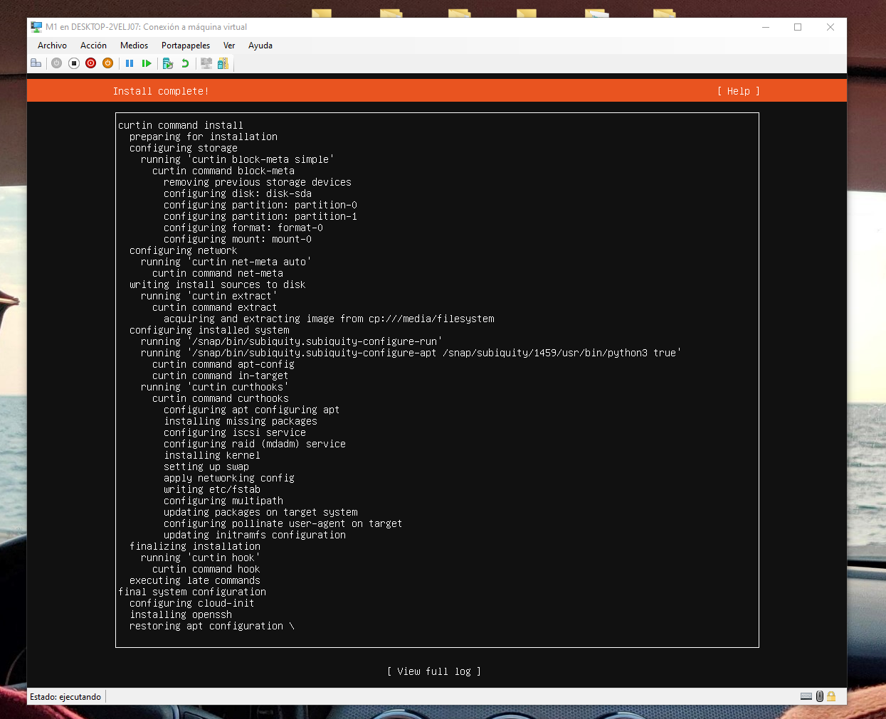 M1 en DESKTOP-2VELJ07: Conexión a máquina virtual
Archivo Acción Medios Portapapeles Ver Ayuda
Install complete! [ Help ]
curtin command install
preparing for installation
configuring storage
running 'curtin block-meta simple'
curtin command block-meta
removing previous storage devices
configuring disk: disk-sda
configuring partition: partition-0
configuring partition: partition-1
configuring format: format-0
configuring mount: mount-0
configuring network
running 'curtin net-meta auto'
curtin command net-meta
writing install sources to disk
running 'curtin extract'
curtin command extract
acquiring and extracting image from cp:///media/filesystem
configuring installed system
running '/snap/bin/subiquity.subiquity-configure-run'
running '/snap/bin/subiquity.subiquity-configure-apt /snap/subiquity/1459/usr/bin/python3 true'
curtin command apt-config
curtin command in-target
running 'curtin curthooks'
curtin command curthooks
configuring apt configuring apt
installing missing packages
configuring iscsi service
configuring raid (mdadm) service
installing kernel
setting up swap
apply networking config
writing etc/fstab
configuring multipath
updating packages on target system
configuring pollinate user-agent on target
updating initramfs configuration
finalizing installation
running 'curtin hook'
curtin command hook
executing late commands
final system configuration
configuring cloud-init
installing openssh
restoring apt configuration \
[ View full log ]
Estado: ejecutando